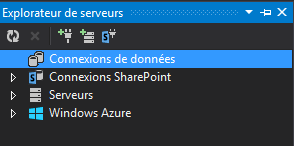 Explorateur de serveurs
Connexions de données
Connexions SharePoint
Serveurs
Windows Azure